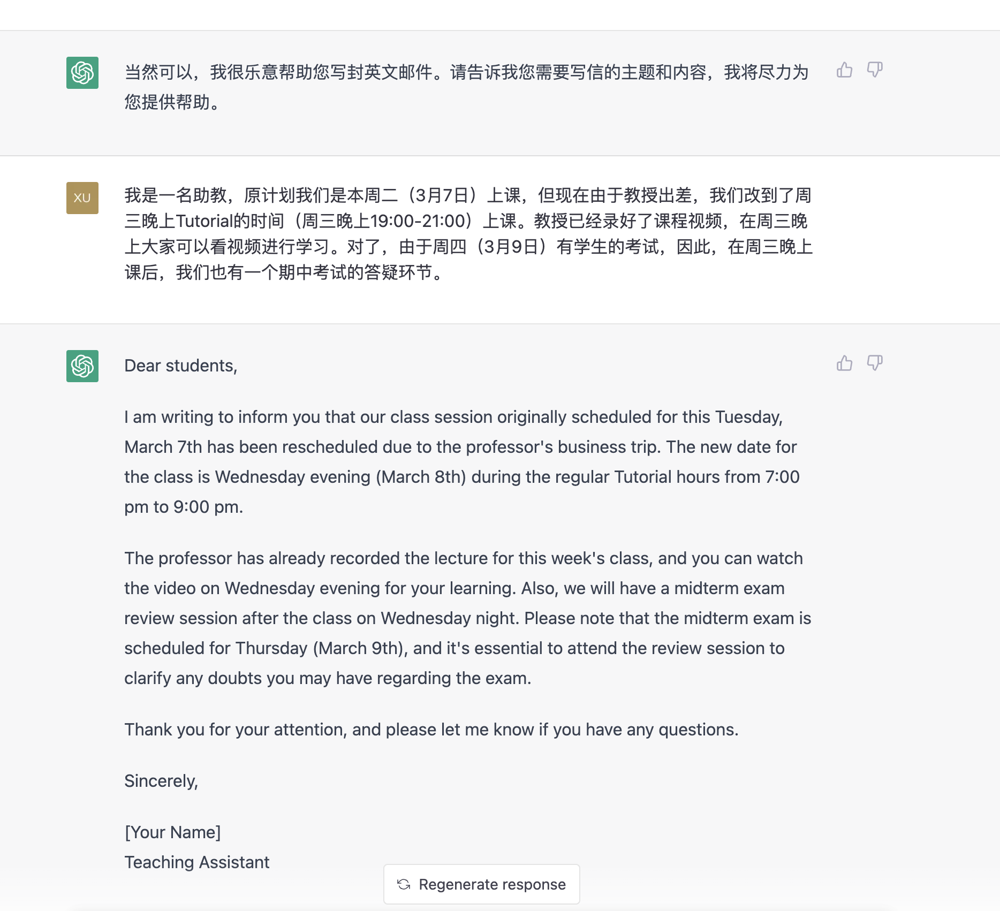 当然可以，我很乐意帮助您写封英文邮件。请告诉我您需要写信的主题和内容，我将尽力为
您提供帮助。
XU
我是一名助教，原计划我们是本周二（3月7日）上课，但现在由于教授出差，我们改到了周
三晚上Tutorial的时间（周三晚上19:00-21:00）上课。教授已经录好了课程视频，在周三晚
上大家可以看视频进行学习。对了，由于周四（3月9日）有学生的考试，因此，在周三晚上
课后，我们也有一个期中考试的答疑环节。
Dear students,
I am writing to inform you that our class session originally scheduled for this Tuesday,
March 7th has been rescheduled due to the professor's business trip. The new date for
the class is Wednesday evening (March 8th) during the regular Tutorial hours from 7:00
pm to 9:00 pm.
The professor has already recorded the lecture for this week's class, and you can watch
the video on Wednesday evening for your learning. Also, we will have a midterm exam
review session after the class on Wednesday night. Please note that the midterm exam is
scheduled for Thursday (March 9th), and it's essential to attend the review session to
clarify any doubts you may have regarding the exam.
Thank you for your attention, and please let me know if you have any questions.
Sincerely,
[Your Name]
Teaching Assistant
Regenerate response